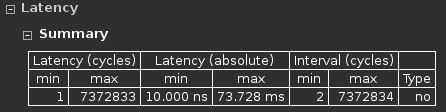 Latency
Summary
Latency (cycles) Latency (absolute) Interval (cycles)
min max min max min max Type
1 7372833 10.000 ns 73.728 ms 2 7372834 no